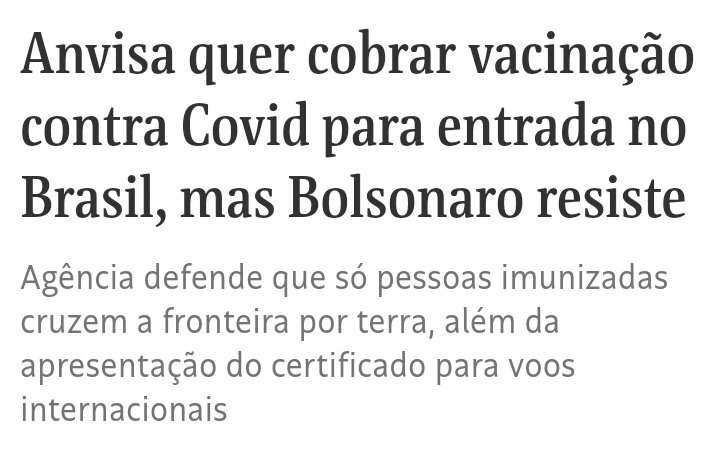 Anvisa quer cobrar vacinação
contra Covid para entrada no
Brasil, mas Bolsonaro resiste
Agência defende que só pessoas imunizadas
cruzem a fronteira por terra, além da
apresentação do certificado para voos
internacionais